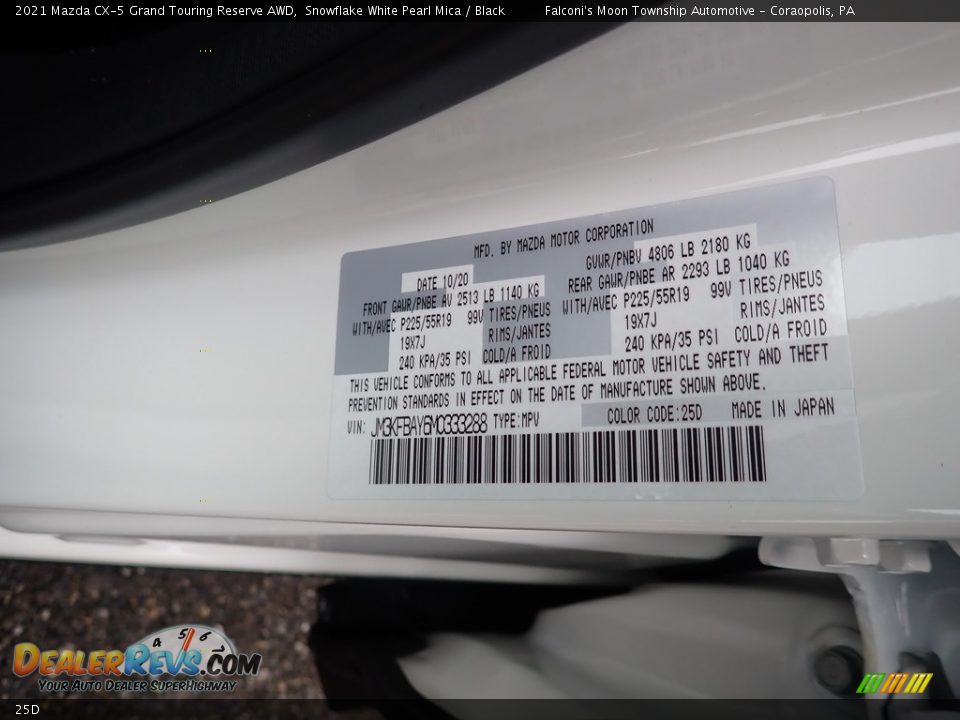 2021 Mazda CX-5 Grand Touring Reserve AWD, Snowflake White Pearl Mica / Black Falconi's Moon Township Automotive - Coraopolis, PA
MFD. BY MAZDA MOTOR CORPORATION
DATE 10/20 GVWR/PNBV 4806 LB 2180 KG
FRONT GAWR/PNBE AV 2513 LB 1140 KG REAR GAWR/PNBE AR 2293 LB 1040 KG
WITH/AVEC P225/55R19 99V TIRES/PNEUS WITH/AVEC P225/55R19 99V TIRES/PNEUS
19X7J RIMS/JANTES 19X7J RIMS/JANTES
240 KPA/35 PSI COLD/A FROID 240 KPA/35 PSI COLD/A FROID
THIS VEHICLE CONFORMS TO ALL APPLICABLE FEDERAL MOTOR VEHICLE SAFETY AND THEFT
PREVENTION STANDARDS IN EFFECT ON THE DATE OF MANUFACTURE SHOWN ABOVE.
VIN: JM3KFBAY6M0333288 TYPE:MPV COLOR CODE:25D MADE IN JAPAN
4 5 6
DEALERREVS.COM
YOUR AUTO DEALER SUPERHIGHWAY
25D